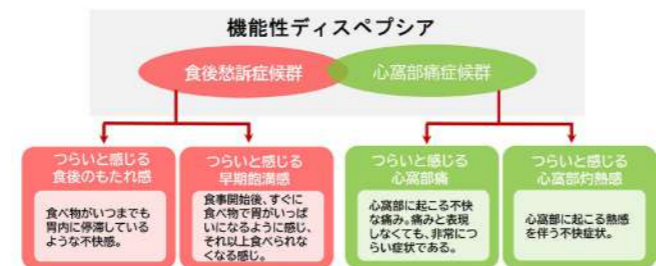 機能性ディスペプシア
食後愁訴症候群
心窩部痛症候群
つらいと感じる
食後のもたれ感
食べ物がいつまでも
胃内に停滞している
ような不快感。
つらいと感じる
早期飽満感
食事開始後、すぐに
食べ物で胃がいっぱ
いになるように感じ、
それ以上食べられな
くなる感じ。
つらいと感じる
心窩部痛
心窩部に起こる不快
な痛み。痛みと表現
しなくても、非常に
つらい症状である。
つらいと感じる
心窩部灼熱感
心窩部に起こる熱感
を伴う不快症状。